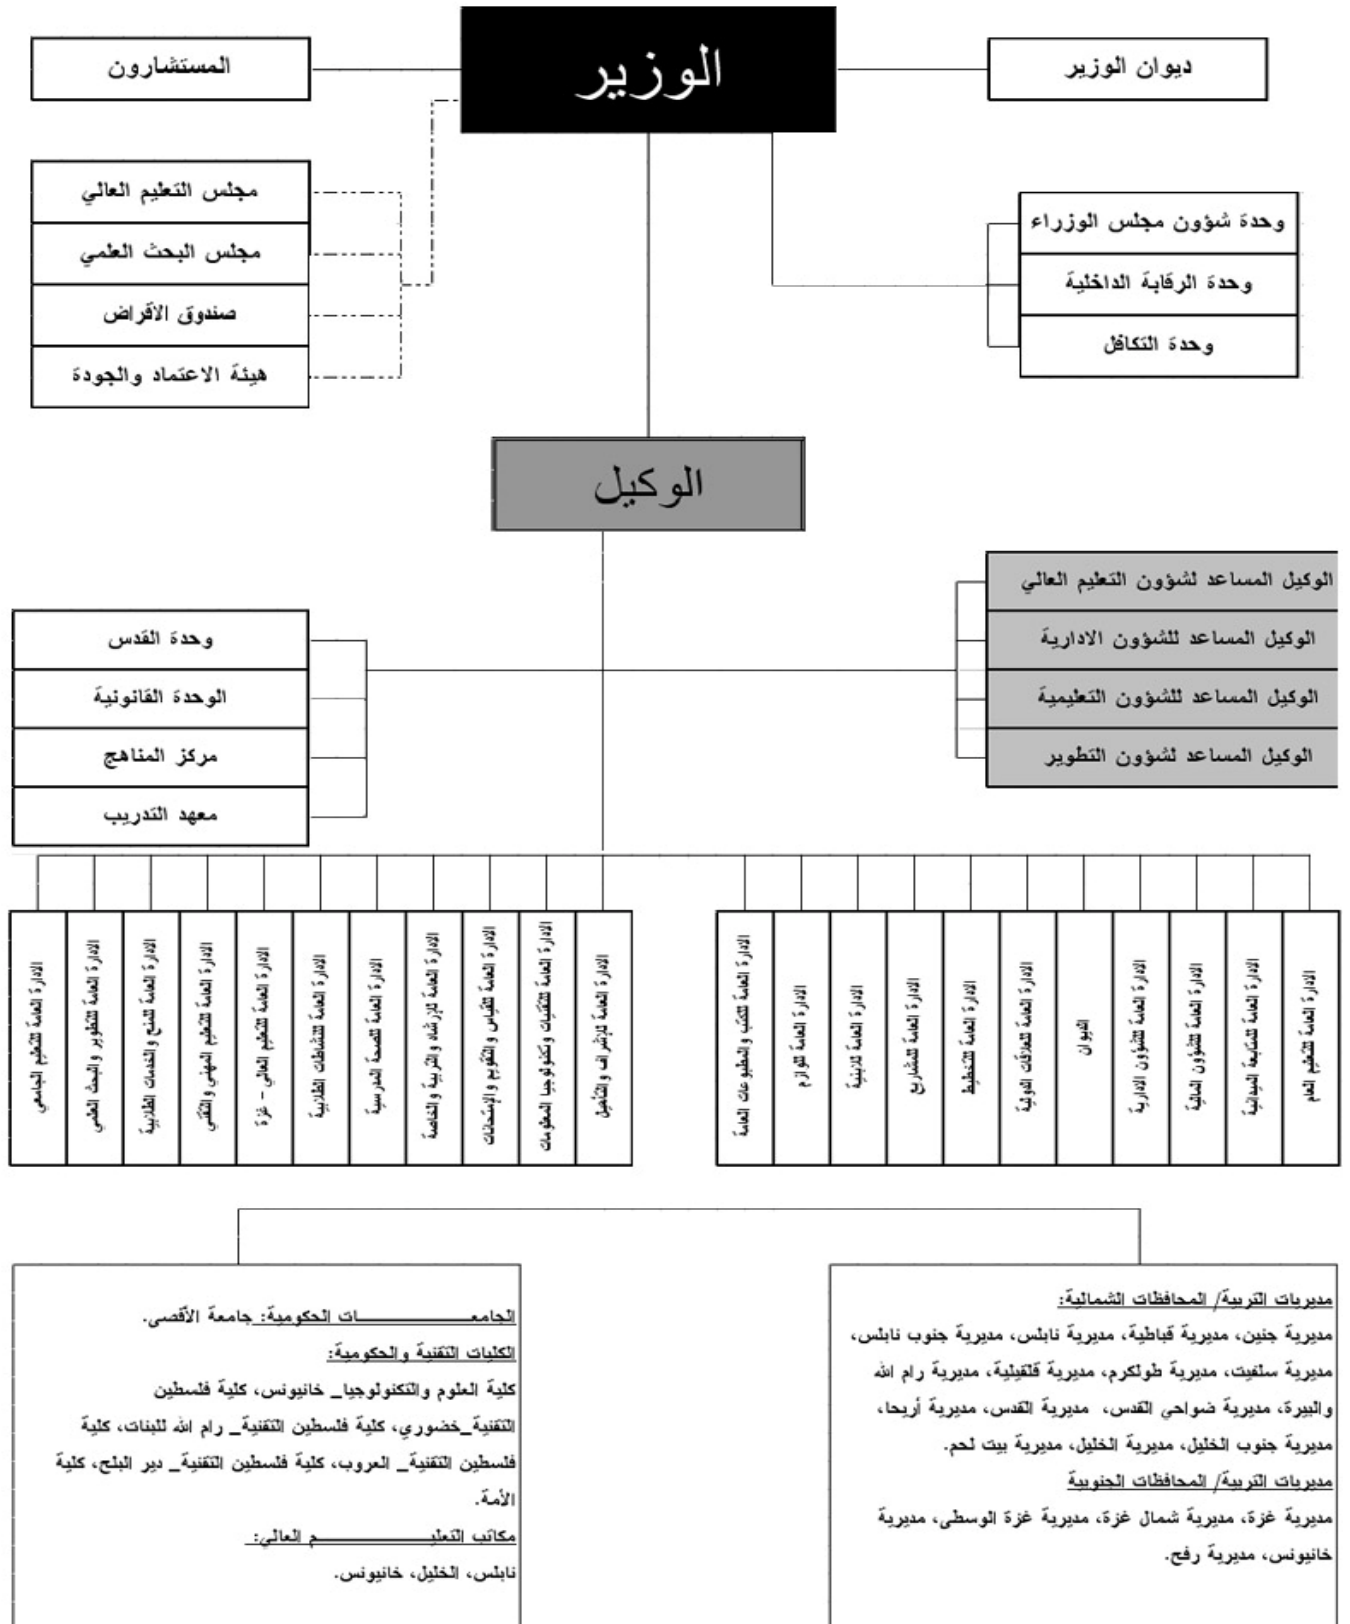 الوزير
ديوان الوزير
المستشارون
وحدة شؤون مجلس الوزراء
وحدة الرقابة الداخلية
وحدة التكافل
مجلس التعليم العالي
مجلس البحث العلمي
صندوق الاقراض
هيئة الاعتماد والجودة
الوكيل
الوكيل المساعد لشؤون التعليم العالي
الوكيل المساعد للشؤون الادارية
الوكيل المساعد للشؤون التعليمية
الوكيل المساعد لشؤون التطوير
وحدة القدس
الوحدة القانونية
مركز المناهج
معهد التدريب
الادارة العامة للتعليم العام
الادارة العامة للمتابعة الميدانية
الادارة العامة للشؤون المالية
الادارة العامة للشؤون الادارية
الديوان
الادارة العامة للعلاقات الدولية
الادارة العامة للتخطيط
الادارة العامة للمشاريع
الادارة العامة للابنية
الادارة العامة للوازم
الادارة العامة للكتب والمطبوعات العامة
الادارة العامة للإشراف والتأهيل
الادارة العامة للتقنيات وتكنولوجيا المعلومات
الادارة العامة للقياس والتقويم والإمتحانات
الادارة العامة للإرشاد والتربية والخاصة
الادارة العامة للصحة المدرسية
الادارة العامة للنشاطات الطلابية
الادارة العامة للتعليم العالي - غزة
الادارة العامة للتعليم المهني والتقني
الادارة العامة للمنح والخدمات الطلابية
الادارة العامة للتطوير والبحث العلمي
الادارة العامة للتعليم الجامعي
مديريات التربية/ المحافظات الشمالية:
مديرية جنين، مديرية قباطية، مديرية نابلس، مديرية جنوب نابلس،
مديرية سلفيت، مديرية طولكرم، مديرية قلقيلية، مديرية رام الله
والبيرة، مديرية ضواحي القدس، مديرية القدس، مديرية أريحا،
مديرية جنوب الخليل، مديرية الخليل، مديرية بيت لحم.
مديريات التربية/ المحافظات الجنوبية
مديرية غزة، مديرية شمال غزة، مديرية غزة الوسطى، مديرية
خانيونس، مديرية رفح.
الجامعـــــات الحكومية: جامعة الأقصى.
الكليات التقنية والحكومية:
كلية العلوم والتكنولوجيا_ خانيونس، كلية فلسطين
التقنية_خضوري، كلية فلسطين التقنية_ رام الله للبنات، كلية
فلسطين التقنية_ العروب، كلية فلسطين التقنية_ دير البلح، كلية
الأمة.
مكاتب التعليـــــم العالي:
نابلس، الخليل، خانيونس.